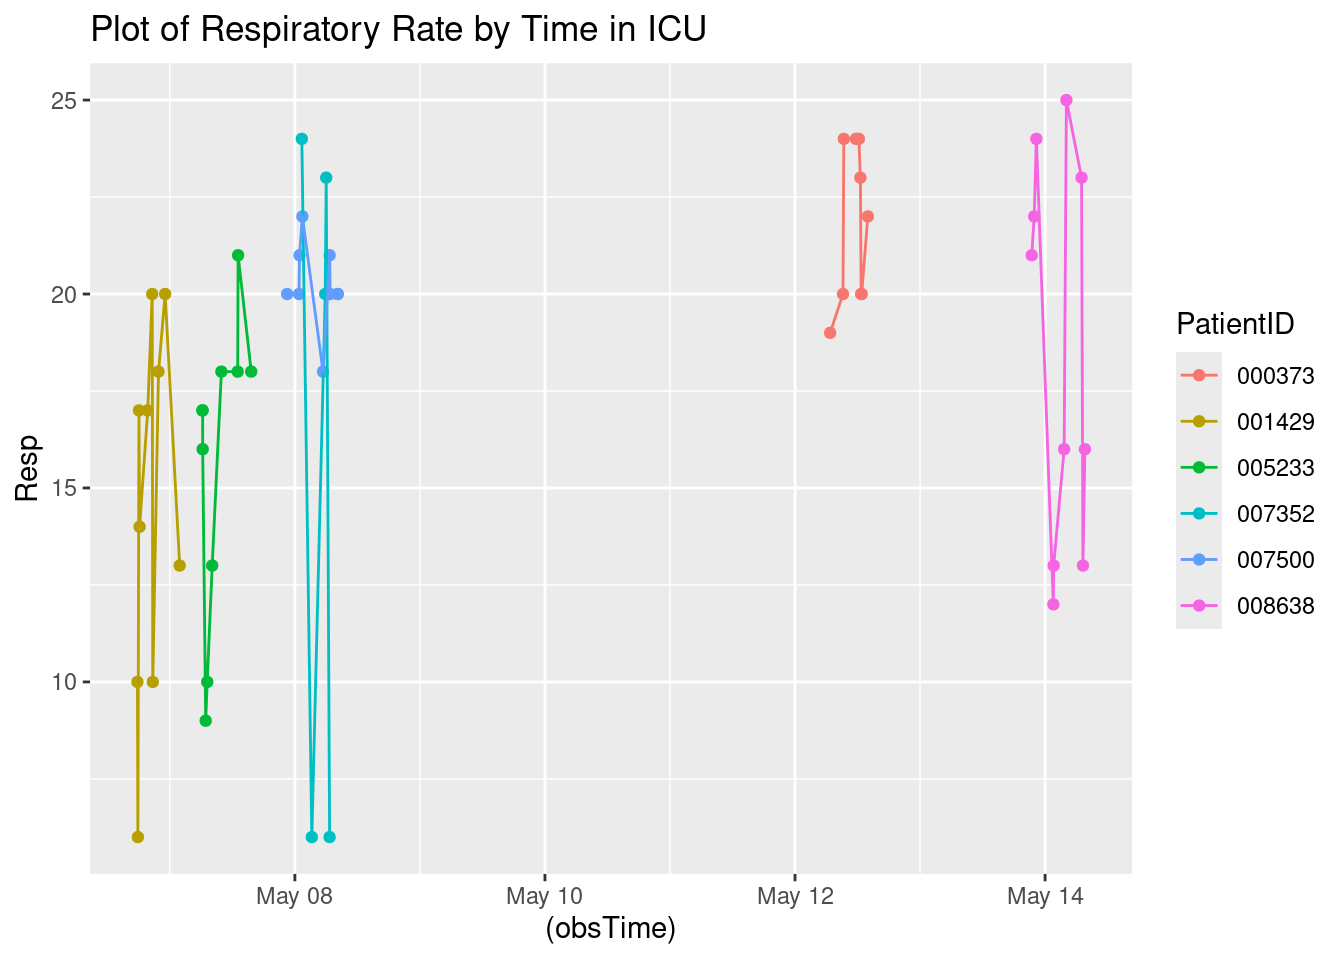 Plot of Respiratory Rate by Time in ICU
25
20
15
10
Resp
May 08
May 10
May 12
May 14
(obsTime)
PatientID
000373
001429
005233
007352
007500
008638